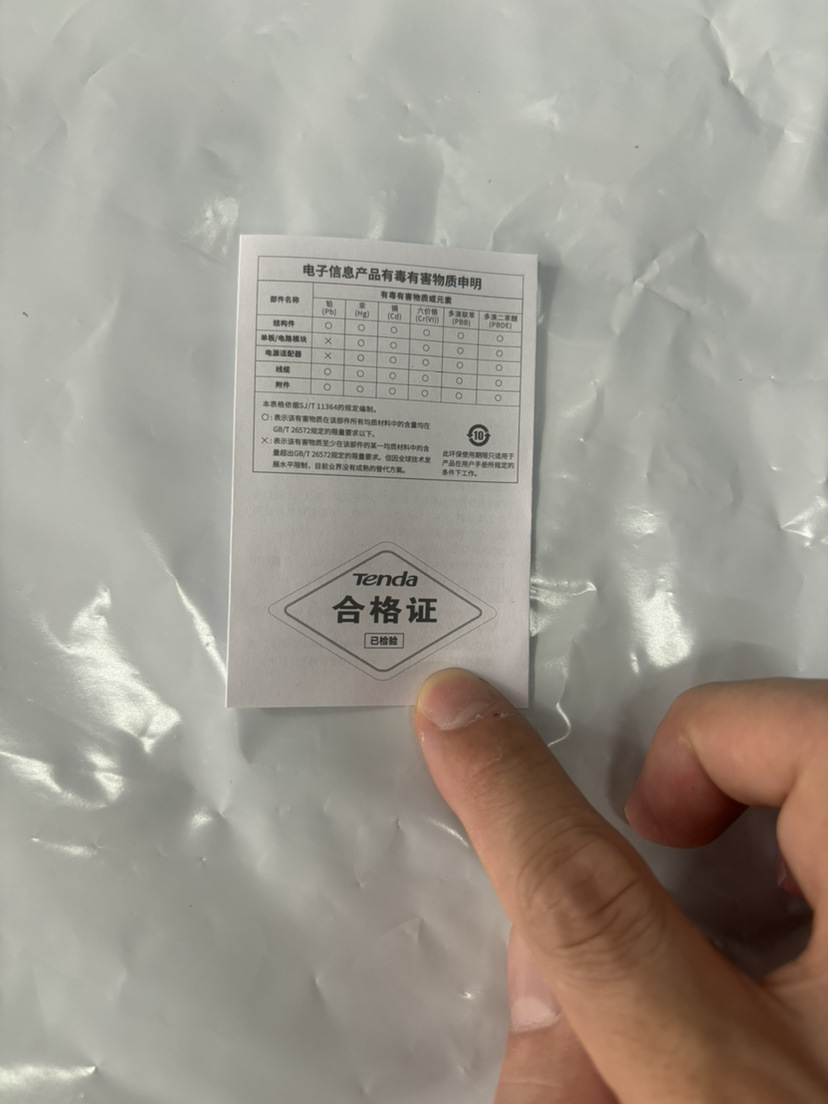 电子信息产品有毒有害物质申明
部件名称 有毒有害物质或元素
铅 汞 镉 六价铬 多溴联苯 多溴二苯醚
(Pb) (Hg) (Cd) (Cr(VI)) (PBB) (PBDE)
结构件 ○ ○ ○ ○ ○ ○
单板/电路模块 × ○ ○ ○ ○ ○
电源适配器 × ○ ○ ○ ○ ○
线缆 ○ ○ ○ ○ ○ ○
附件 ○ ○ ○ ○ ○ ○
本表格依据SJ/T 11364的规定编制。
○:表示该有害物质在该部件所有均质材料中的含量均在
GB/T 26572规定的限量要求以下。
×:表示该有害物质至少在该部件的某一均质材料中的含
量超出GB/T 26572规定的限量要求。但因全球技术发
展水平限制,目前业界没有成熟的替代方案。
10
此环保使用期限只适用于
产品在用户手册所规定的
条件下工作。
Tenda
合格证
已检验